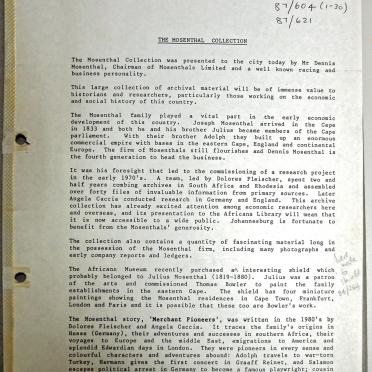 87/604 (1-30)
87/621
THE MOSENTHAL COLLECTION
The Mosenthal Collection was presented to the city today by Mr Dennis
Mosenthal, Chairman of Mosenthals Limited and a well known racing and
business personality.
This large collection of archival material will be of immense value to
historians and researchers, particularly those working on the economic
and social history of this country.
The Mosenthal family played a vital part in the early economic
development of this country. Joseph Mosenthal arrived in the Cape
in 1833 and both he and his brother Julius became members of the Cape
parliament. With their brother Adolph they built up an enormous
commercial empire with bases in the eastern Cape, England and continental
Europe. The firm of Mosenthals still flourishes and Dennis Mosenthal is
the fourth generation to head the business.
It was his foresight that led to the commissioning of a research project
in the early 1970's. A team, led by Dolores Fleischer, spent two and
half years combing archives in South Africa and Rhodesia and assembled
over forty files of invaluable information from primary sources. Later
Angela Caccia conducted research in Germany and England. This archive
collection has already excited attention among economic researchers here
and overseas, and its presentation to the Africana Library will mean that
it is now accessible to a wide public. Johannesburg is fortunate to
benefit from the Mosenthals' generosity.
The collection also contains a quantity of fascinating material long in
the possession of the Mosenthal firm, including many photographs and
early company reports and ledgers.
The Africana Museum recently purchased an interesting shield which
probably belonged to Julius Mosenthal (1819-1880). Julius was a patron
of the arts and commissioned Thomas Bowler to paint the family
establishments in the eastern Cape. The shield has four miniature
paintings showing the Mosenthal residences in Cape Town, Frankfurt,
London and Paris and it is possible that these too are Bowler's work.
The Mosenthal story, 'Merchant Pioneers', was written in the 1980's by
Dolores Fleischer and Angela Caccia. It traces the family's origins in
Hesse (Germany), their adventures and successes in southern Africa, their
voyages to Europe and the middle East, emigrations to America and
splendid Edwardian days in London. They were pioneers in every sense and
colourful characters and adventures abound: Adolph travels to war-torn
Turkey, Hermann gives the first concert in Graaff Reinet, and Salamon
escapes political arrest in Germany to become a famous playwright; cousin